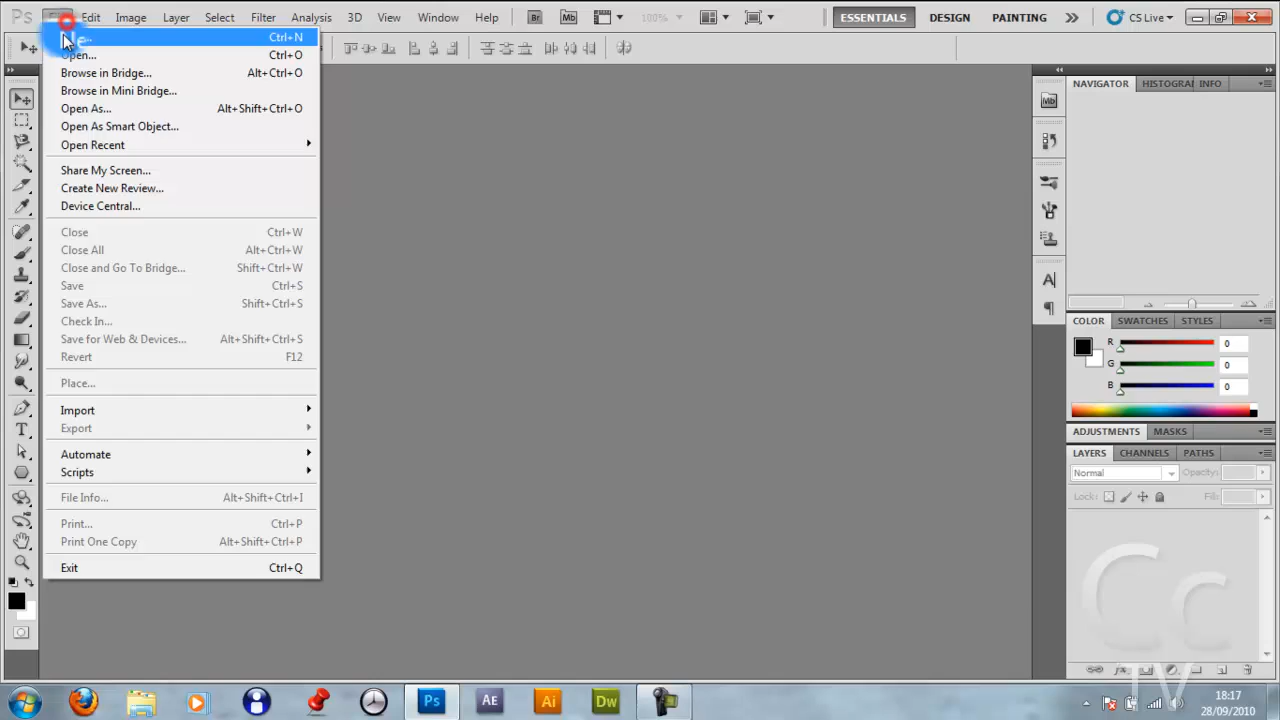 Ps Edit Image Layer Select Filter Analysis 3D View Window Help Br Mb 100% ESSENTIALS DESIGN PAINTING CS Live
Ctrl+N
Open... Ctrl+O
Browse in Bridge... Alt+Ctrl+O
Browse in Mini Bridge...
Open As... Alt+Shift+Ctrl+O
Open As Smart Object...
Open Recent
Share My Screen...
Create New Review...
Device Central...
Close Ctrl+W
Close All Alt+Ctrl+W
Close and Go To Bridge... Shift+Ctrl+W
Save Ctrl+S
Save As... Shift+Ctrl+S
Check In...
Save for Web & Devices... Alt+Shift+Ctrl+S
Revert F12
Place...
Import
Export
Automate
Scripts
File Info... Alt+Shift+Ctrl+I
Print... Ctrl+P
Print One Copy Alt+Shift+Ctrl+P
Exit Ctrl+Q
NAVIGATOR HISTOGRA INFO
Mb
COLOR SWATCHES STYLES
R 0
G 0
B 0
ADJUSTMENTS MASKS
LAYERS CHANNELS PATHS
Normal Opacity:
Lock: Fill:
Cc
TV
Ps AE Ai Dw
18:17
28/09/2010